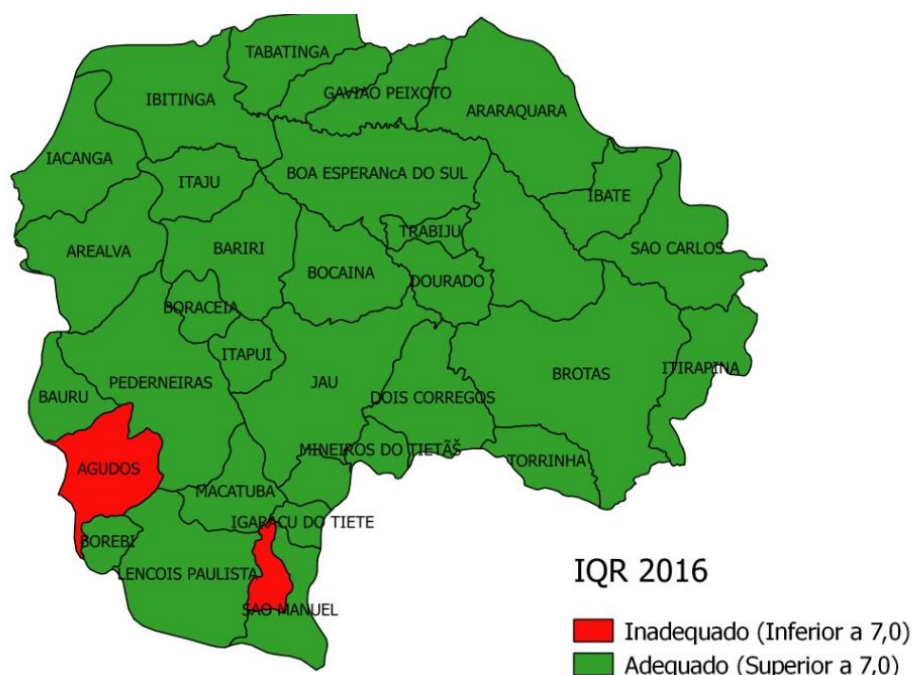 TABATINGA
GAVIAO PEIXOTO
IBITINGA
ARARAQUARA
IACANGA
ITAJU
BOA ESPERANcA DO SUL
IBATE
TRABIJU
AREALVA
BARIRI
SAO CARLOS
BOCAINA
DOURADO
BORACEIA
ITAPUI
PEDERNEIRAS
JAU
BROTAS
ITIRAPINA
BAURU
DOIS CORREGOS
MINEIROS DO TIETÃŠ
TORRINHA
AGUDOS
MACATUBA
IGARACU DO TIETE
BOREBI
LENCOIS PAULISTA
SAO MANUEL
IQR 2016
Inadequado (Inferior a 7,0)
Adequado (Superior a 7,0)